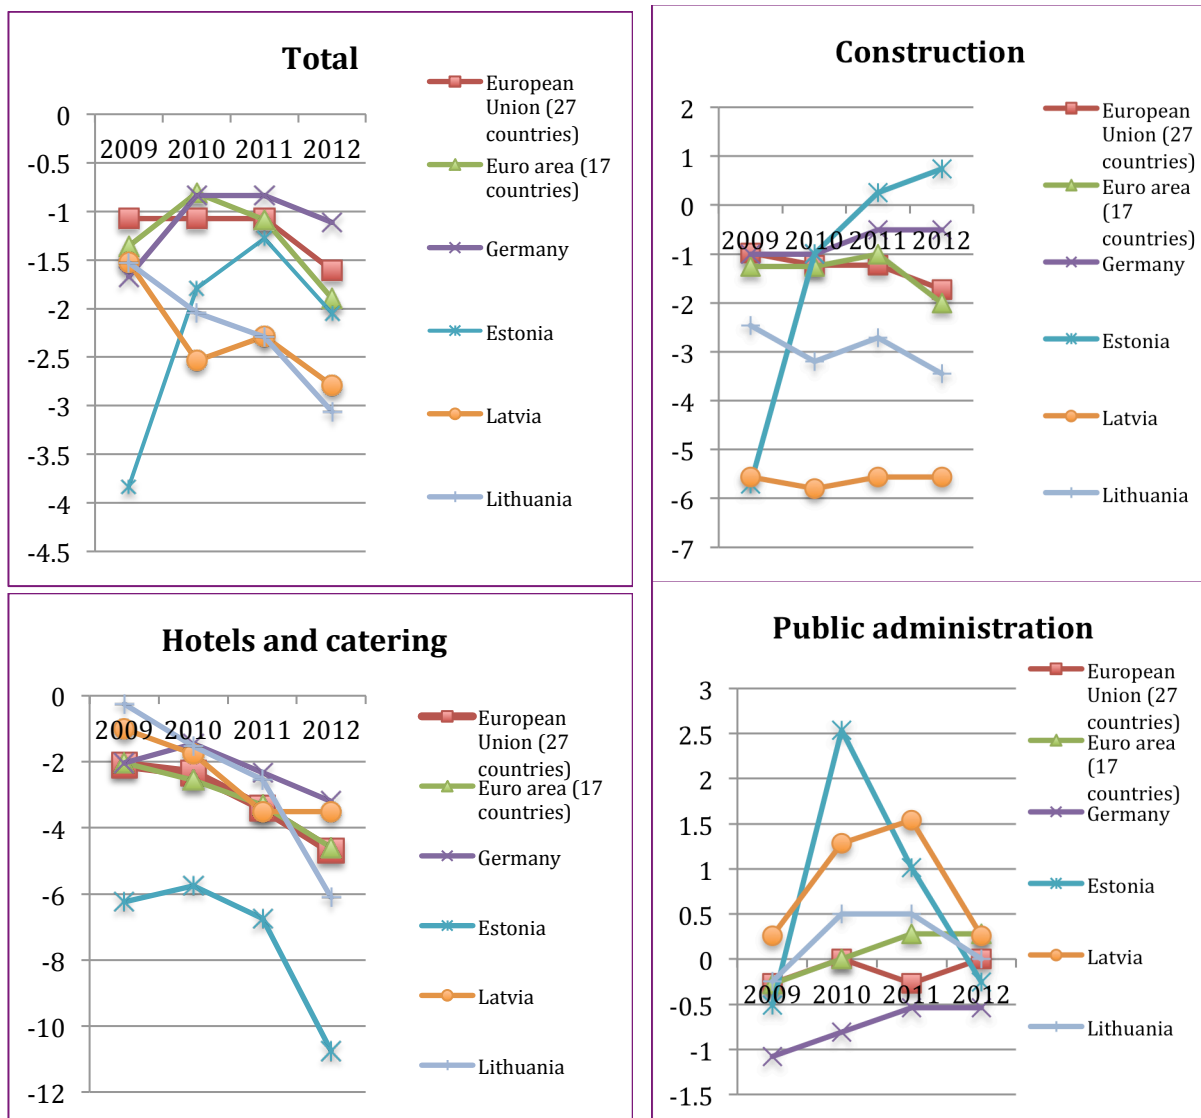 Total
European
Union (27
countries)
Euro area (17
countries)
Germany
Estonia
Latvia
Lithuania
0
-0.5
-1
-1.5
-2
-2.5
-3
-3.5
-4
-4.5
2009 2010 2011 2012
Construction
European
Union (27
countries)
Euro area
(17
countries)
Germany
Estonia
Latvia
Lithuania
2
1
0
-1
-2
-3
-4
-5
-6
-7
2009 2010 2011 2012
Hotels and catering
European
Union (27
countries)
Euro area (17
countries)
Germany
Estonia
Latvia
Lithuania
0
-2
-4
-6
-8
-10
-12
2009 2010 2011 2012
Public administration
European
Union (27
countries)
Euro area
(17
countries)
Germany
Estonia
Latvia
Lithuania
3
2.5
2
1.5
1
0.5
0
-0.5
-1
-1.5
2009 2010 2011 2012